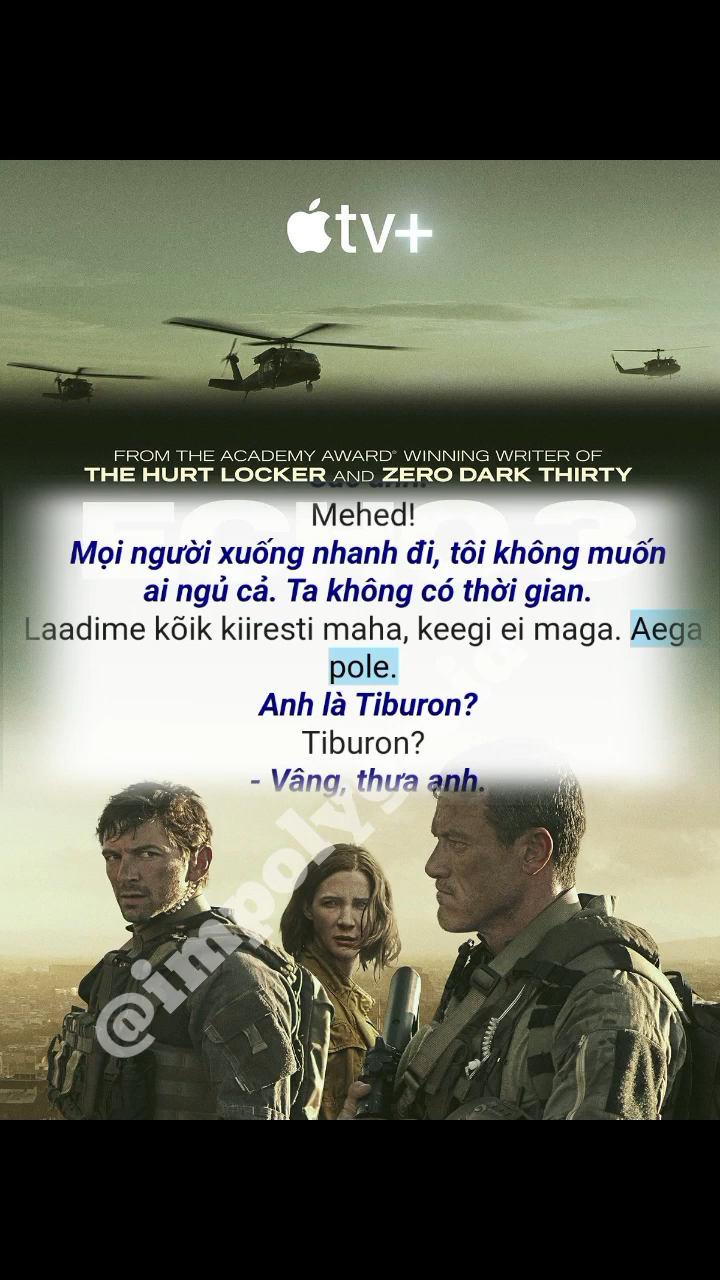 tv+
FROM THE ACADEMY AWARD® WINNING WRITER OF
THE HURT LOCKER AND ZERO DARK THIRTY
ECHO 3
Mehed!
Mọi người xuống nhanh đi, tôi không muốn
ai ngủ cả. Ta không có thời gian.
Laadime kõik kiiresti maha, keegi ei maga. Aega
pole.
Anh là Tiburon?
Tiburon?
- Vâng, thưa anh.